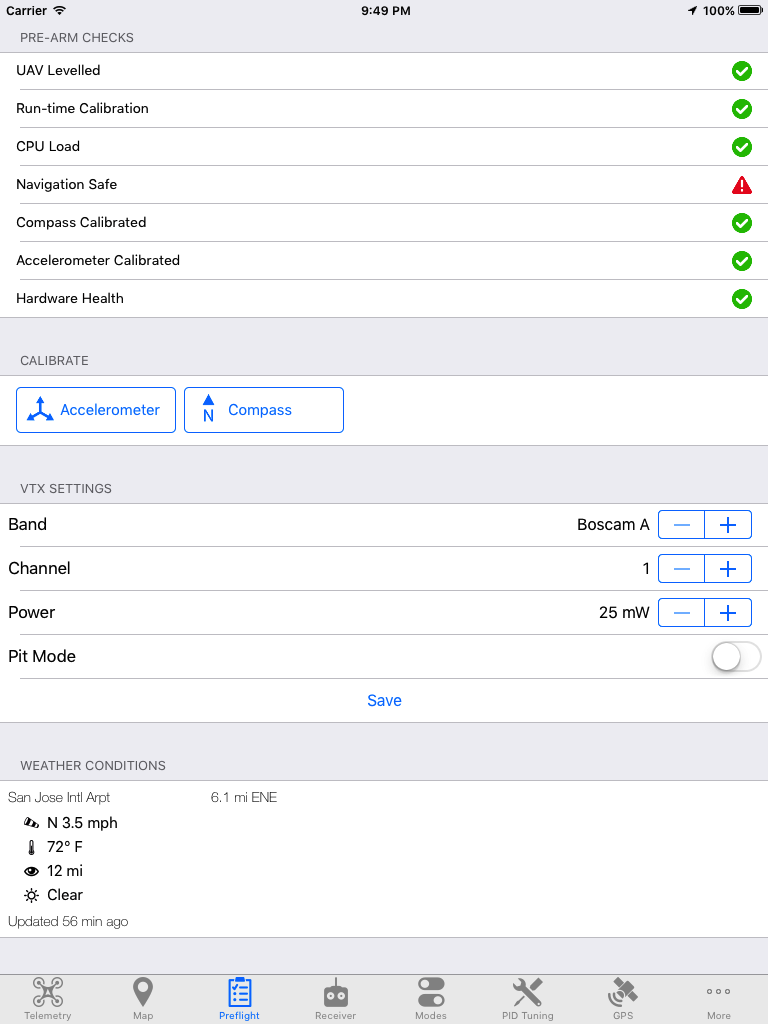 Carrier 9:49 PM 100%
PRE-ARM CHECKS
UAV Levelled
Run-time Calibration
CPU Load
Navigation Safe
Compass Calibrated
Accelerometer Calibrated
Hardware Health
CALIBRATE
Accelerometer N Compass
VTX SETTINGS
Band Boscam A
Channel 1
Power 25 mW
Pit Mode
Save
WEATHER CONDITIONS
San Jose Intl Arpt 6.1 mi ENE
N 3.5 mph
72° F
12 mi
Clear
Updated 56 min ago
Telemetry Map Preflight Receiver Modes PID Tuning GPS More